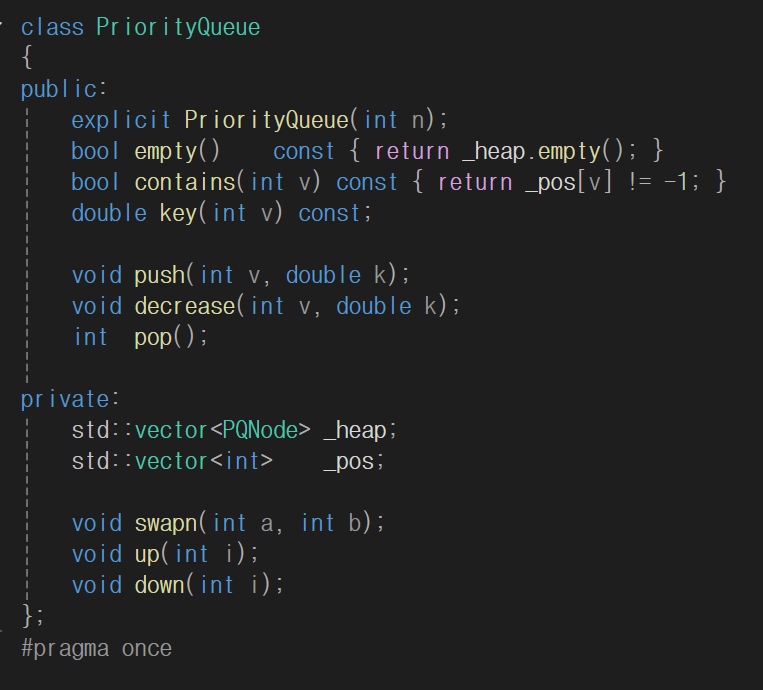 class PriorityQueue
{
public:
    explicit PriorityQueue(int n);
    bool empty()    const { return _heap.empty(); }
    bool contains(int v) const { return _pos[v] != -1; }
    double key(int v) const;

    void push(int v, double k);
    void decrease(int v, double k);
    int  pop();

private:
    std::vector<PQNode> _heap;
    std::vector<int>    _pos;

    void swapn(int a, int b);
    void up(int i);
    void down(int i);
};
#pragma once